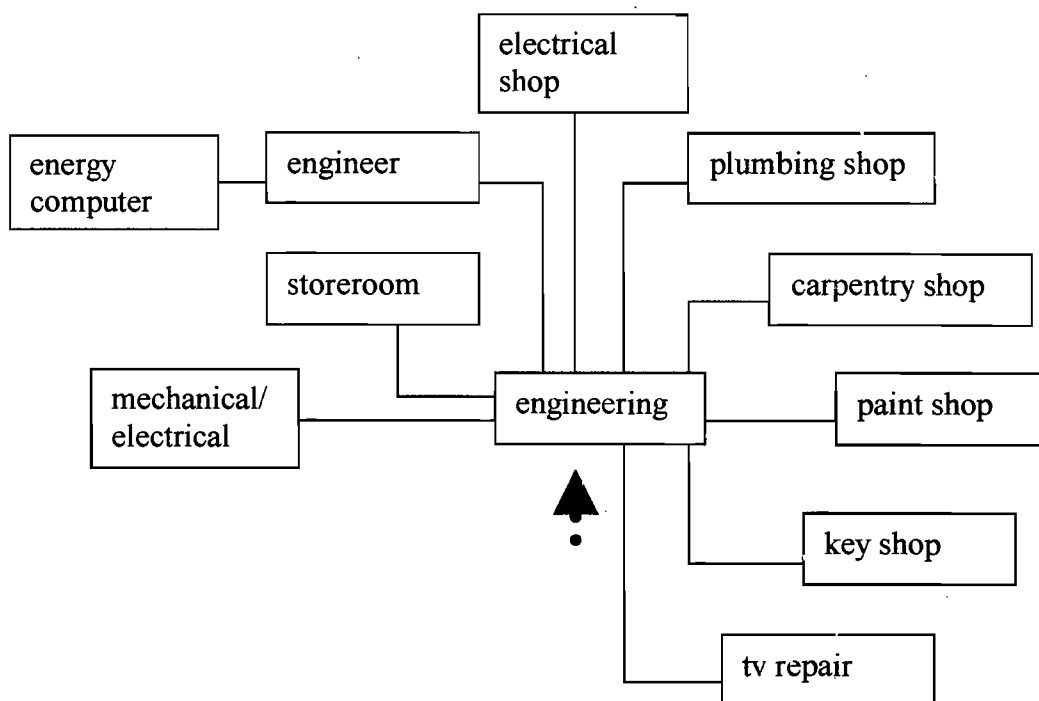 electrical
shop
energy
computer
engineer
plumbing shop
storeroom
carpentry shop
mechanical/
electrical
engineering
paint shop
key shop
tv repair